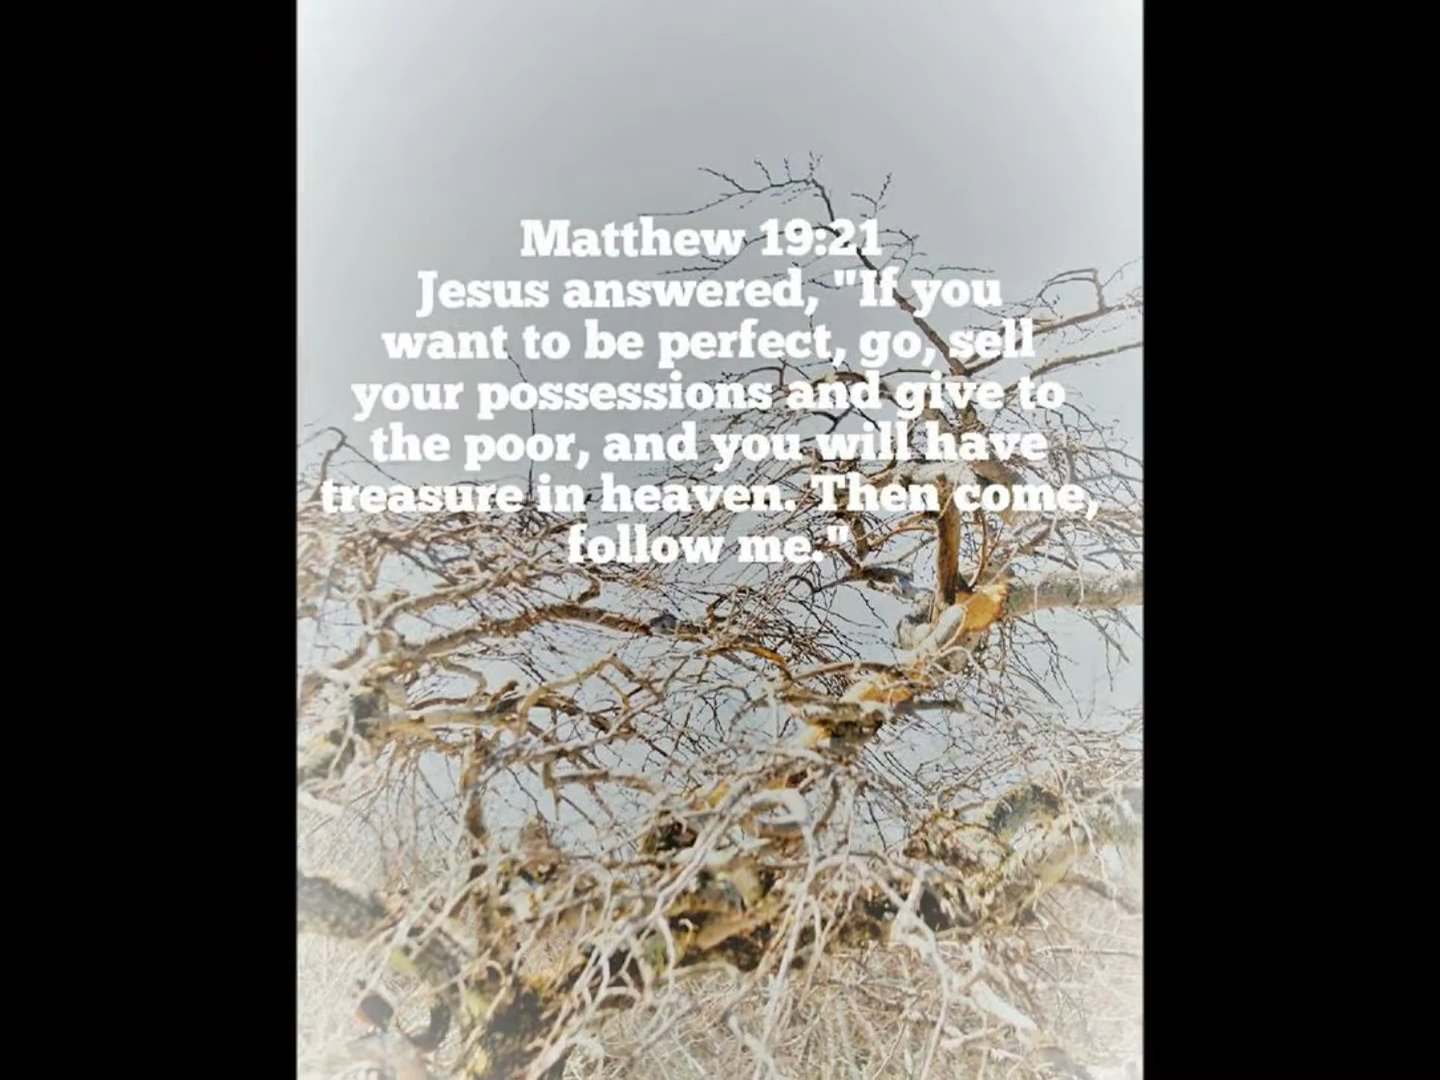 Matthew 19:21
Jesus answered, "If you
want to be perfect, go, sell
your possessions and give to
the poor, and you will have
treasure in heaven. Then come,
follow me."